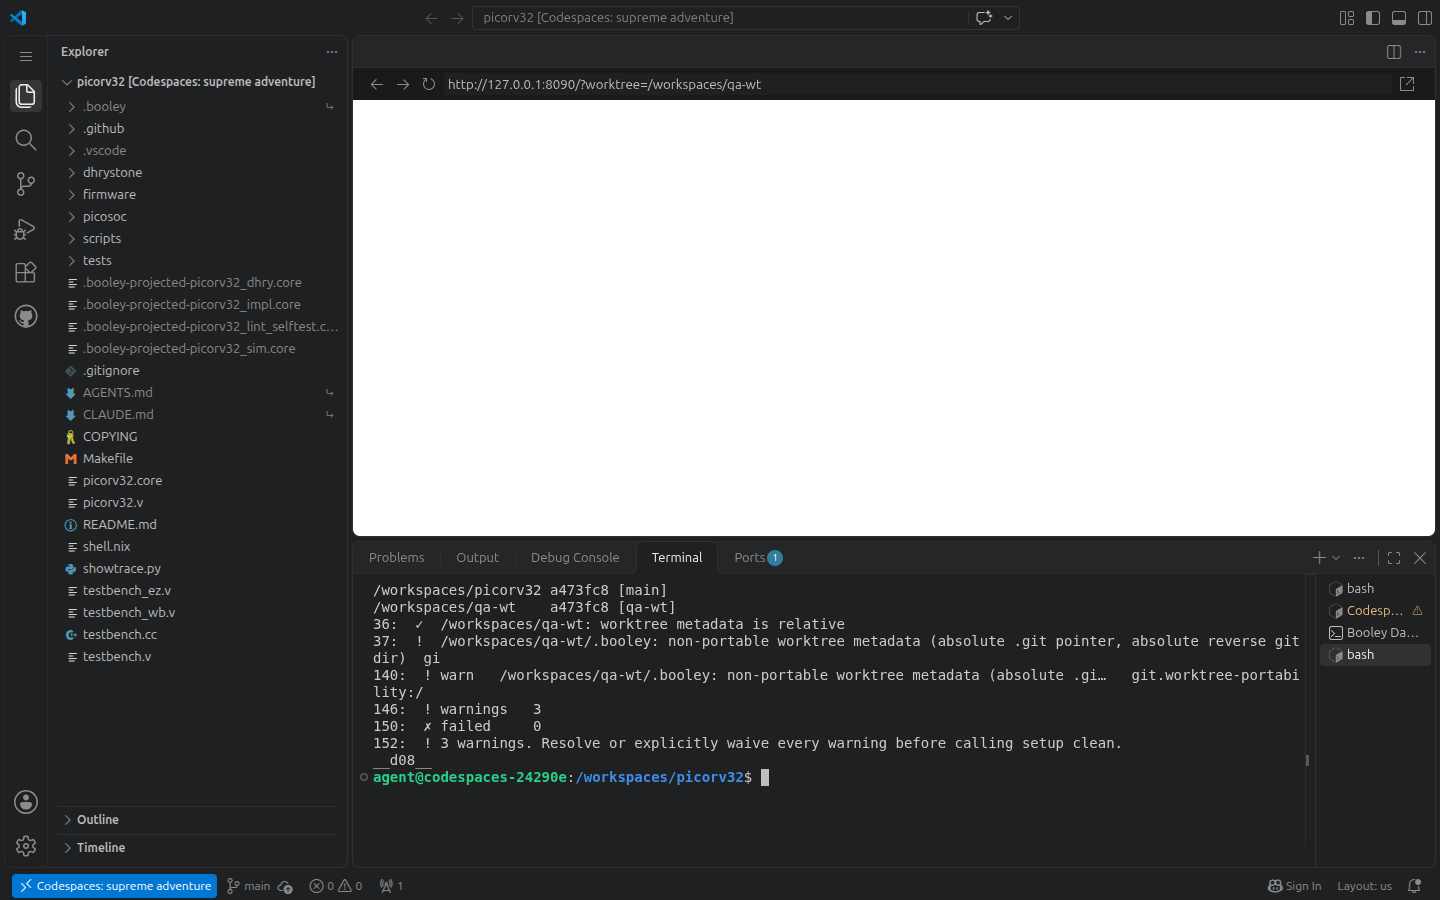 picorv32 [Codespaces: supreme adventure]
Explorer
picorv32 [Codespaces: supreme adventure]
.booley
.github
.vscode
dhrystone
firmware
picosoc
scripts
tests
.booley-projected-picorv32_dhry.core
.booley-projected-picorv32_impl.core
.booley-projected-picorv32_lint_selftest.c...
.booley-projected-picorv32_sim.core
.gitignore
AGENTS.md
CLAUDE.md
COPYING
Makefile
picorv32.core
picorv32.v
README.md
shell.nix
showtrace.py
testbench_ez.v
testbench_wb.v
testbench.cc
testbench.v
Outline
Timeline
http://127.0.0.1:8090/?worktree=/workspaces/qa-wt
Problems Output Debug Console Terminal Ports 1
/workspaces/picorv32 a473fc8 [main]
/workspaces/qa-wt    a473fc8 [qa-wt]
36:  ✓  /workspaces/qa-wt: worktree metadata is relative
37:  !  /workspaces/qa-wt/.booley: non-portable worktree metadata (absolute .git pointer, absolute reverse git
dir)  gi
140:  ! warn   /workspaces/qa-wt/.booley: non-portable worktree metadata (absolute .gi…   git.worktree-portabi
lity:/
146:  ! warnings   3
150:  ✗ failed     0
152:  ! 3 warnings. Resolve or explicitly waive every warning before calling setup clean.
__d08__
agent@codespaces-24290e:/workspaces/picorv32$
bash
Codesp...
Booley Da...
bash
Codespaces: supreme adventure main 0 0 1 Sign In Layout: us